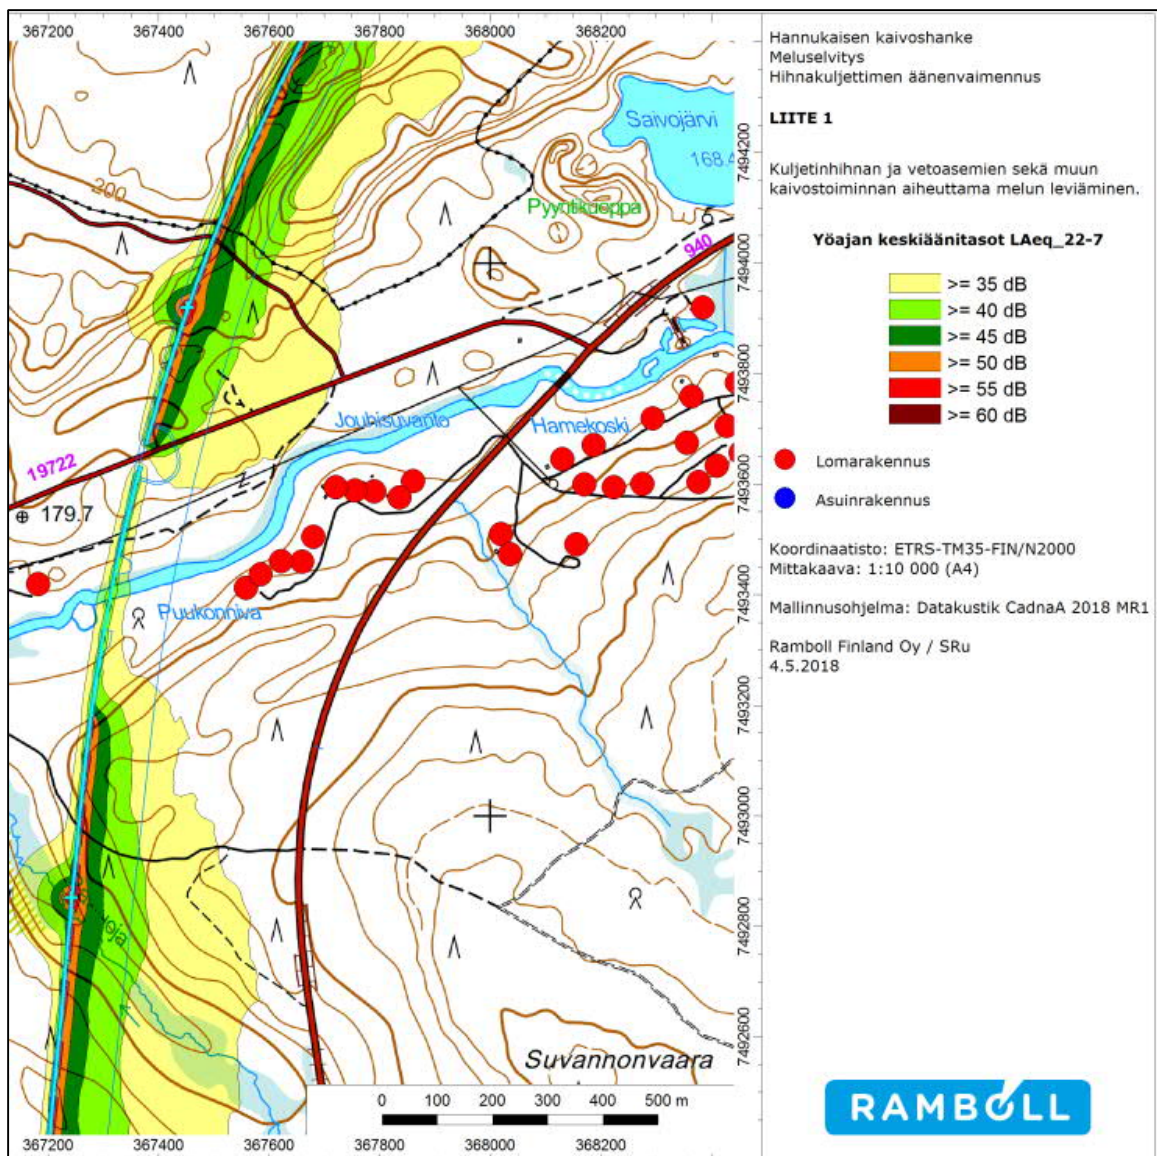 367200 367400 367600 367800 368000 368200
Hannukaisen kaivoshanke
Meluselvitys
Hihnakuljettimen äänenvaimennus
LIITE 1
Kuljetinhihnan ja vetoasemien sekä muun
kaivostoiminnan aiheuttama melun leviäminen.
Yöajan keskiäänitasot LAeq_22-7
>= 35 dB
>= 40 dB
>= 45 dB
>= 50 dB
>= 55 dB
>= 60 dB
Lomarakennus
Asuinrakennus
Koordinaatisto: ETRS-TM35-FIN/N2000
Mittakaava: 1:10 000 (A4)
Mallinnusohjelma: Datakustik CadnaA 2018 MR1
Ramboll Finland Oy / SRu
4.5.2018
RAMBOLL
7494200
7494000
7493800
7493600
7493400
7493200
7493000
7492800
7492600
Saivojärvi
168.4
200
Pyyntikuoppa
940
Jouhisuvanto
Hamekoski
19722
179.7
Puukonniva
oja
Suvannonvaara
0 100 200 300 400 500 m
367200 367400 367600 367800 368000 368200